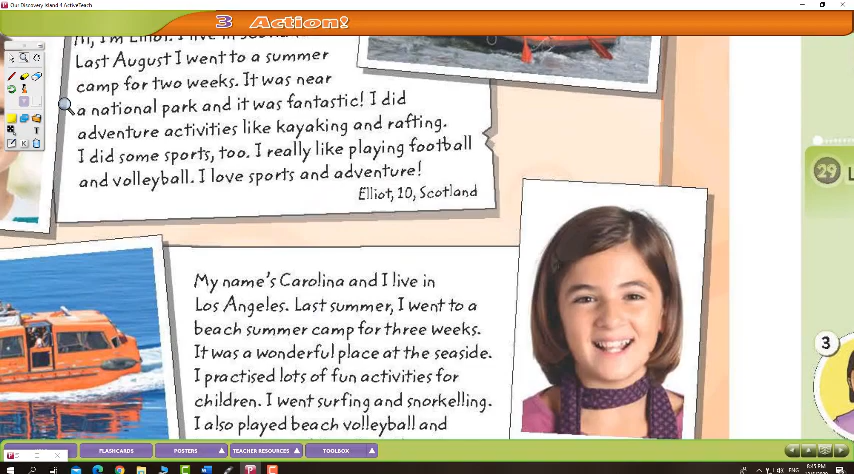 Our Discovery Island 4 ActiveTeach
3 Action!
Last August I went to a summer
camp for two weeks. It was near
a national park and it was fantastic! I did
adventure activities like kayaking and rafting.
I did some sports, too. I really like playing football
and volleyball. I love sports and adventure!
Elliot, 10, Scotland
My name's Carolina and I live in
Los Angeles. Last summer, I went to a
beach summer camp for three weeks.
It was a wonderful place at the seaside.
I practised lots of fun activities for
children. I went surfing and snorkelling.
I also played beach volleyball and
29
3
FLASHCARDS
POSTERS
TEACHER RESOURCES
TOOLBOX
ENG
8:45 PM